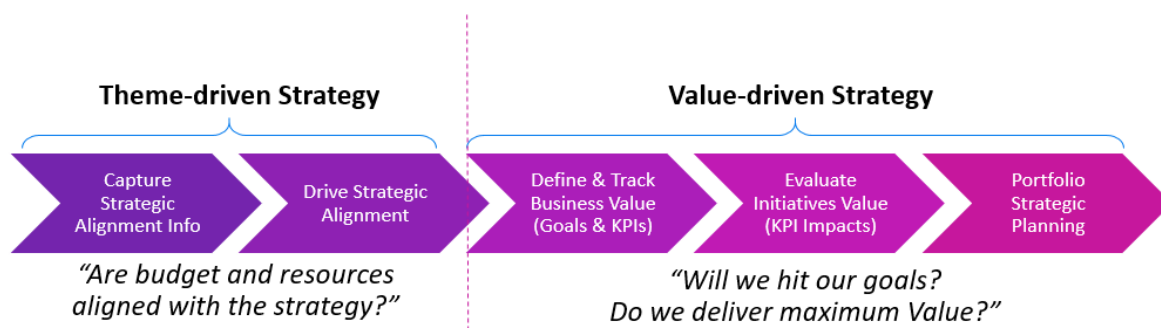 Theme-driven Strategy
Value-driven Strategy
Capture
Strategic
Alignment Info
Drive Strategic
Alignment
Define & Track
Business Value
(Goals & KPIs)
Evaluate
Initiatives Value
(KPI Impacts)
Portfolio
Strategic
Planning
“Are budget and resources
aligned with the strategy?”
“Will we hit our goals?
Do we deliver maximum Value?”